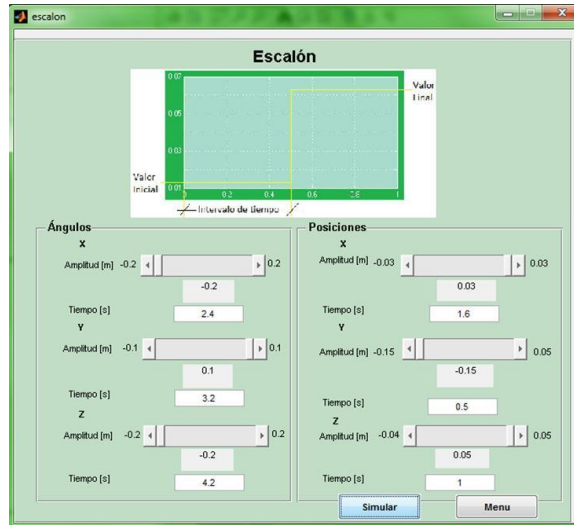 escalon
Escalón
0.07
0.05
0.03
0.01
0 0.2 0.4 0.6 0.8 1
Valor
Inicial
Valor
Final
Intervalo de tiempo
Ángulos
X
Amplitud [m] -0.2 0.2
-0.2
Tiempo [s] 2.4
Y
Amplitud [m] -0.1 0.1
0.1
Tiempo [s] 3.2
Z
Amplitud [m] -0.2 0.2
-0.2
Tiempo [s] 4.2
Posiciones
X
Amplitud [m] -0.03 0.03
0.03
Tiempo [s] 1.6
Y
Amplitud [m] -0.15 0.05
-0.15
Tiempo [s] 0.5
Z
Amplitud [m] -0.04 0.05
0.05
Tiempo [s] 1
Simular Menu